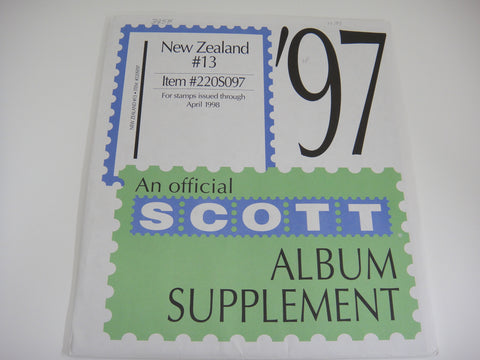 New Zealand
#13
Item #220S097
For stamps issued through
April 1998
'97
An official
SCOTT
ALBUM
SUPPLEMENT